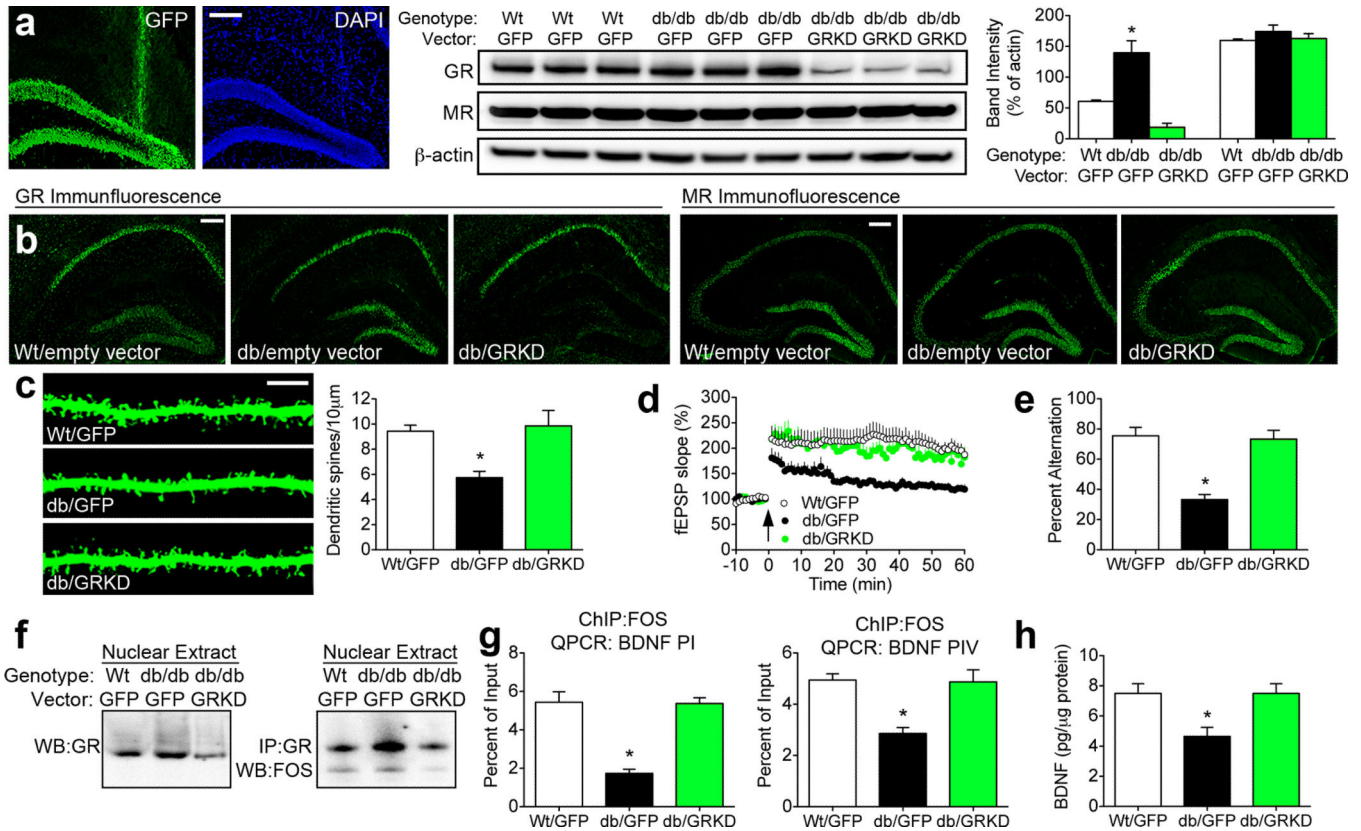 a
GFP
DAPI
Genotype: Wt Wt Wt db/db db/db db/db db/db db/db db/db
Vector: GFP GFP GFP GFP GFP GFP GRKD GRKD GRKD
GR
MR
β-actin
Band Intensity
(% of actin)
200
150
100
50
0
*
Genotype: Wt db/db db/db Wt db/db db/db
Vector: GFP GFP GRKD GFP GFP GRKD
GR Immunfluorescence
MR Immunofluorescence
b
Wt/empty vector
db/empty vector
db/GRKD
Wt/empty vector
db/empty vector
db/GRKD
c
Wt/GFP
db/GFP
db/GRKD
Dendritic spines/10µm
12
10
8
6
4
2
0
*
Wt/GFP db/GFP db/GRKD
d
fEPSP slope (%)
300
250
200
150
100
50
0
Wt/GFP
db/GFP
db/GRKD
-10 0 10 20 30 40 50 60
Time (min)
e
Percent Alternation
100
80
60
40
20
0
*
Wt/GFP db/GFP db/GRKD
f
Nuclear Extract
Genotype: Wt db/db db/db
Vector: GFP GFP GRKD
WB:GR
Nuclear Extract
Wt db/db db/db
GFP GFP GRKD
IP:GR
WB:FOS
g
ChIP:FOS
QPCR: BDNF PI
Percent of Input
8
6
4
2
0
*
Wt/GFP db/GFP db/GRKD
ChIP:FOS
QPCR: BDNF PIV
Percent of Input
6
4
2
0
*
Wt/GFP db/GFP db/GRKD
h
BDNF (pg/µg protein)
10
8
6
4
2
0
*
Wt/GFP db/GFP db/GRKD